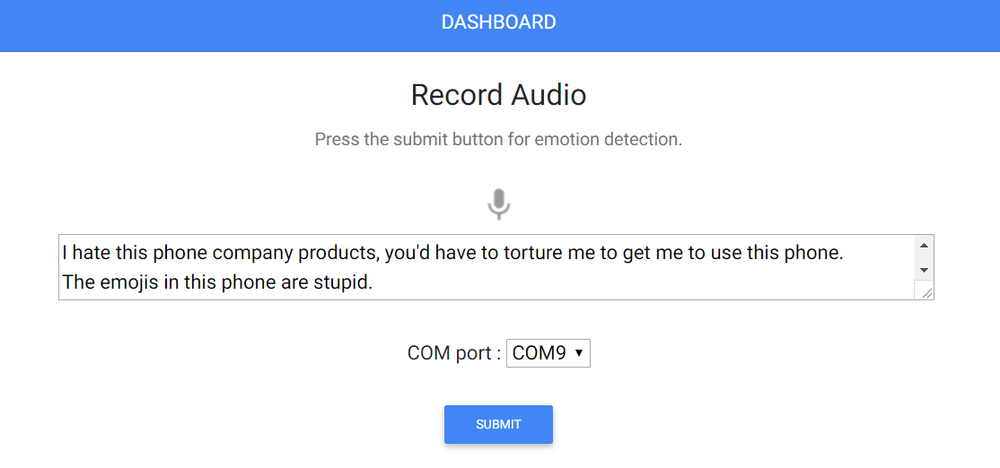 DASHBOARD
Record Audio
Press the submit button for emotion detection.
I hate this phone company products, you'd have to torture me to get me to use this phone.
The emojis in this phone are stupid.
COM port : COM9
SUBMIT